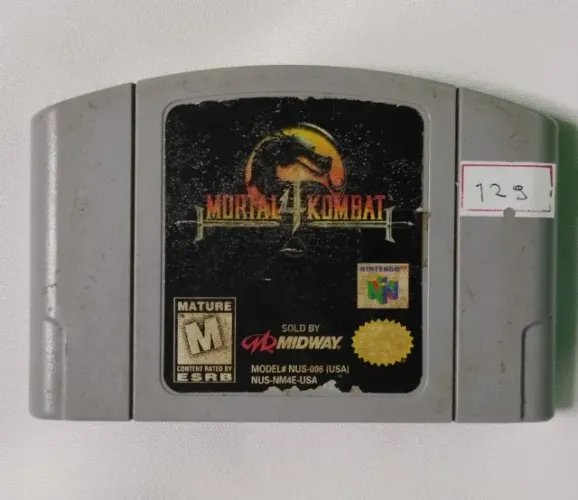 MORTAL 4 KOMBAT
129
NINTENDO 64
MATURE
M
CONTENT RATED BY
ESRB
SOLD BY
MIDWAY
MODEL# NUS-006 (USA)
NUS-NM4E-USA